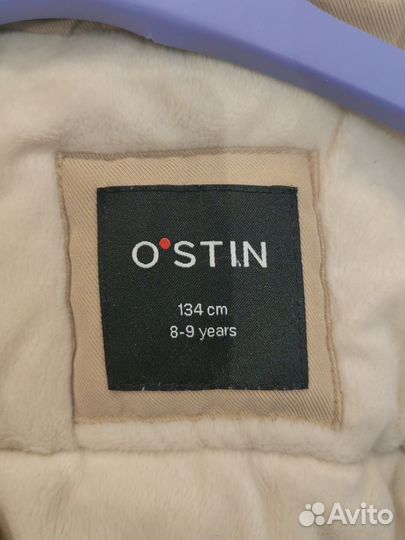 O'STIN
134 cm
8-9 years
Avito